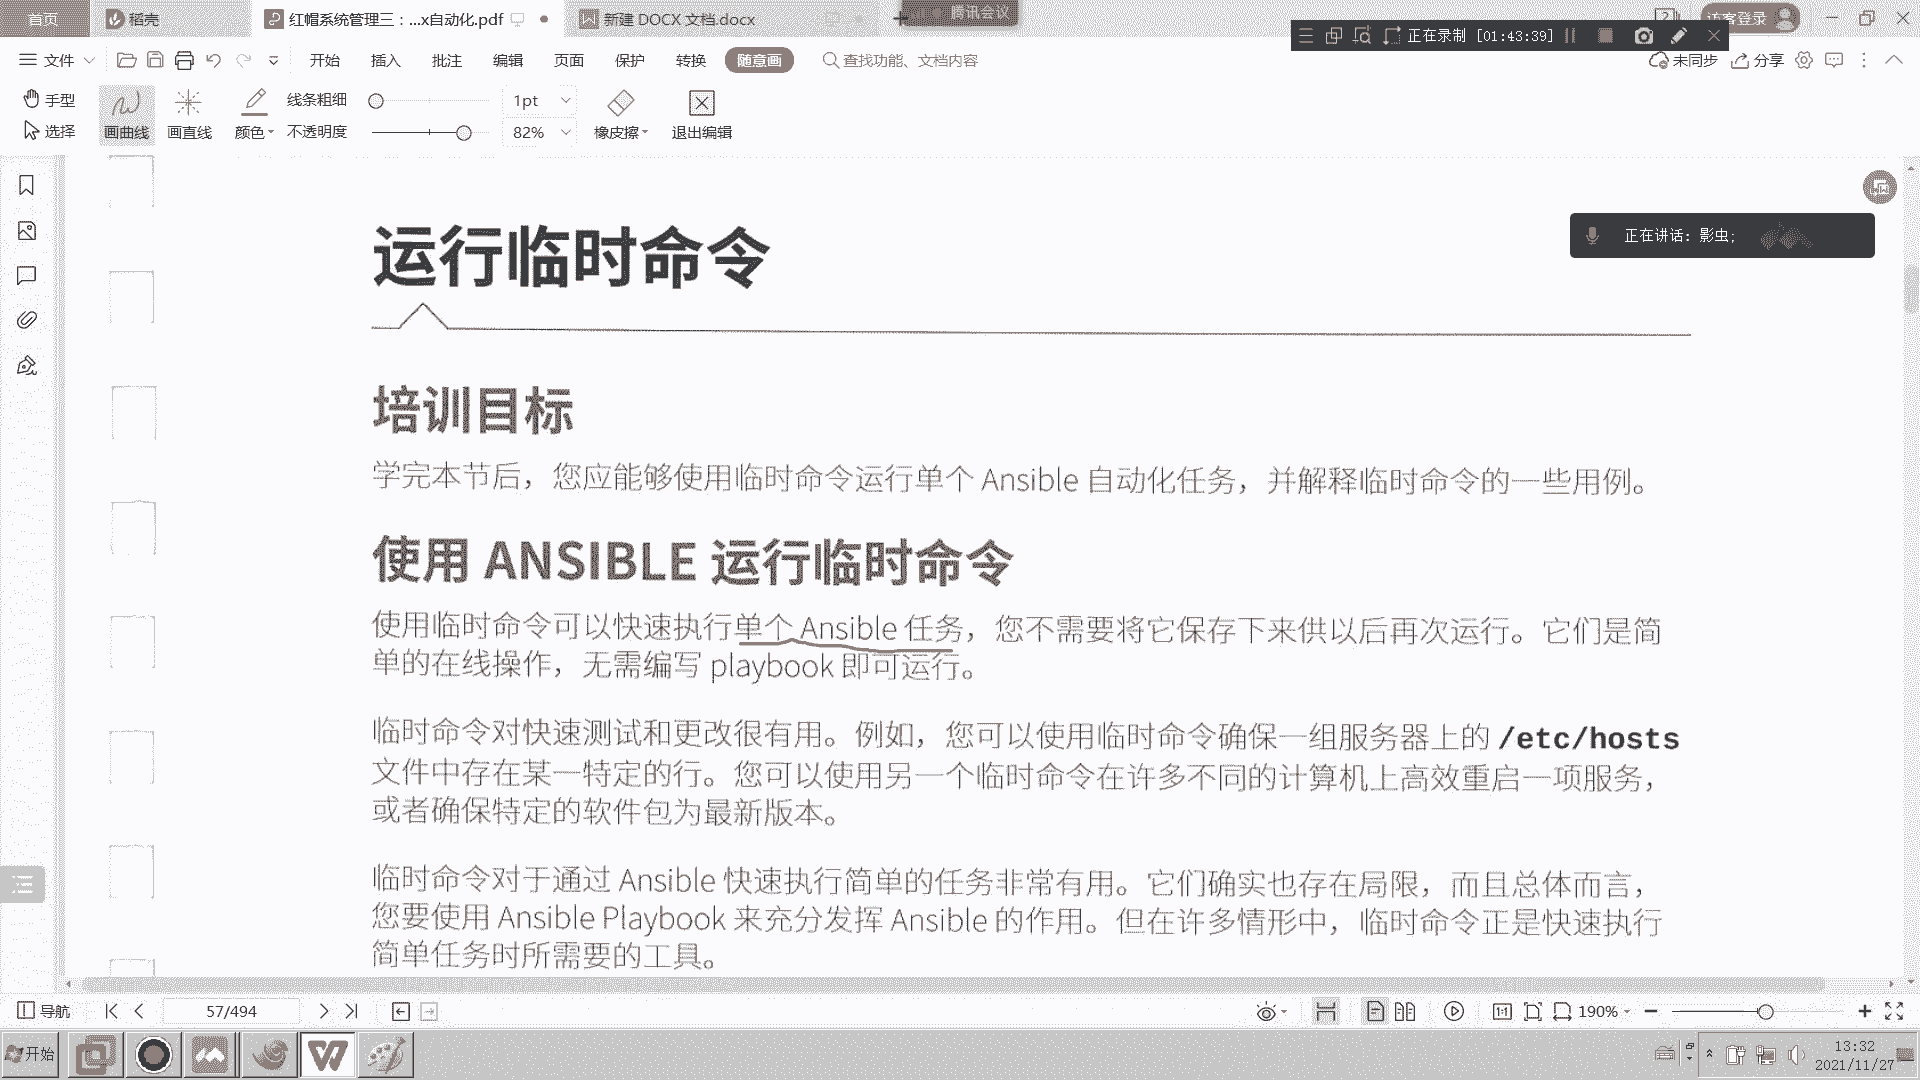 首页
稻壳
红帽系统管理三：...x自动化.pdf
新建 DOCX 文档.docx
腾讯会议
访客登录
正在录制 [01:43:39]
文件
开始
插入
批注
编辑
页面
保护
转换
随意画
查找功能、文档内容
未同步
分享
手型
选择
画曲线
画直线
颜色
线条粗细
不透明度
1pt
82%
橡皮擦
退出编辑
正在讲话：影虫;
运行临时命令
培训目标
学完本节后，您应能够使用临时命令运行单个 Ansible 自动化任务，并解释临时命令的一些用例。
使用 ANSIBLE 运行临时命令
使用临时命令可以快速执行单个 Ansible 任务，您不需要将它保存下来供以后再次运行。它们是简
单的在线操作，无需编写 playbook 即可运行。
临时命令对快速测试和更改很有用。例如，您可以使用临时命令确保一组服务器上的 /etc/hosts
文件中存在某一特定的行。您可以使用另一个临时命令在许多不同的计算机上高效重启一项服务，
或者确保特定的软件包为最新版本。
临时命令对于通过 Ansible 快速执行简单的任务非常有用。它们确实也存在局限，而且总体而言，
您要使用 Ansible Playbook 来充分发挥 Ansible 的作用。但在许多情形中，临时命令正是快速执行
简单任务时所需要的工具。
导航
57/494
1:1
190%
开始
13:32
2021/11/27